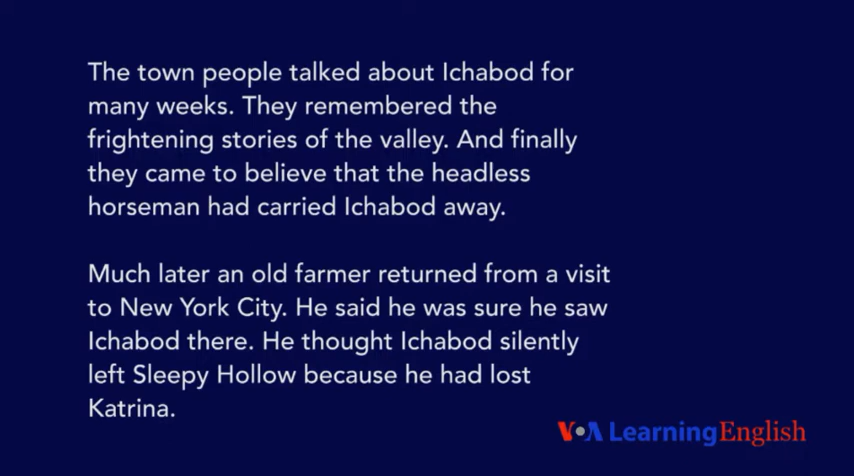 The town people talked about Ichabod for
many weeks. They remembered the
frightening stories of the valley. And finally
they came to believe that the headless
horseman had carried Ichabod away.
Much later an old farmer returned from a visit
to New York City. He said he was sure he saw
Ichabod there. He thought Ichabod silently
left Sleepy Hollow because he had lost
Katrina.
VOA Learning English